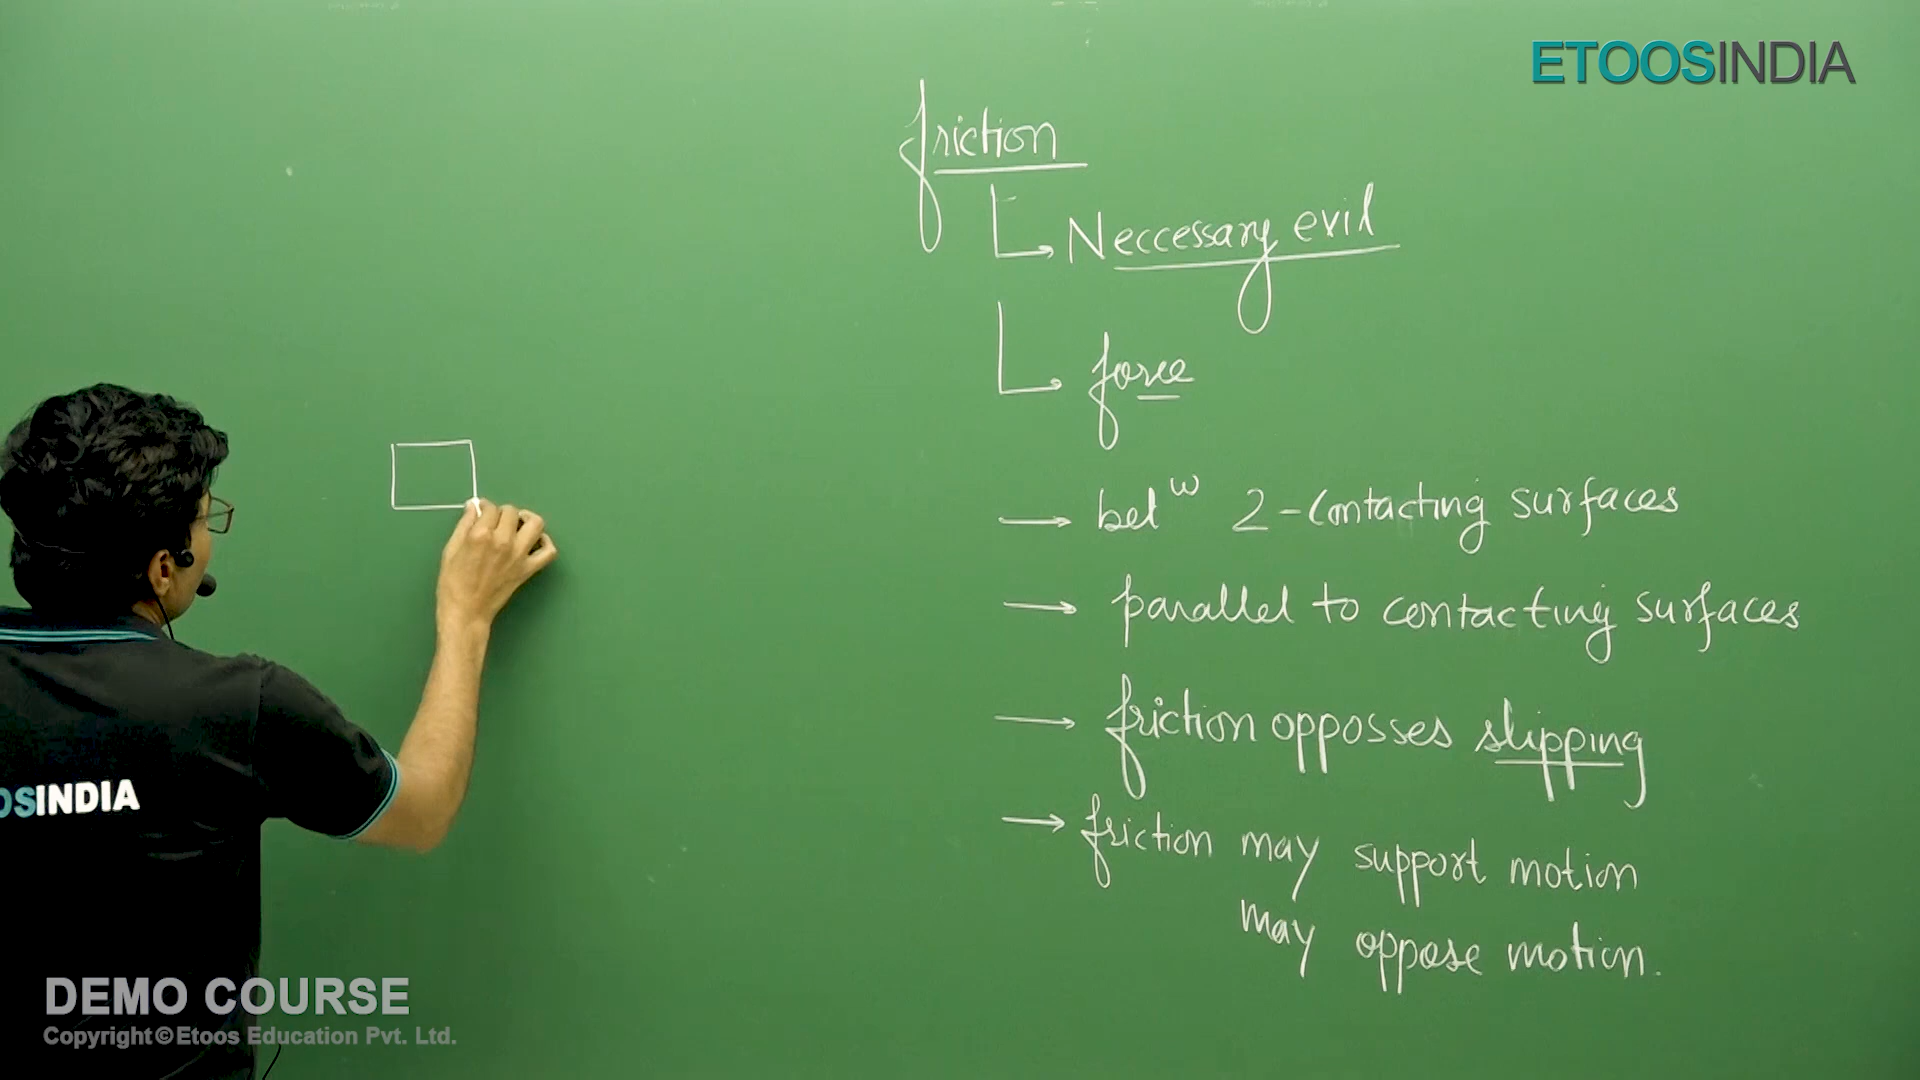 ETOOSINDIA
friction
Neccessary evil
force
betw 2-contacting surfaces
parallel to contacting surfaces
friction opposses slipping
friction may support motion
may oppose motion.
OSINDIA
DEMO COURSE
Copyright©Etoos Education Pvt. Ltd.